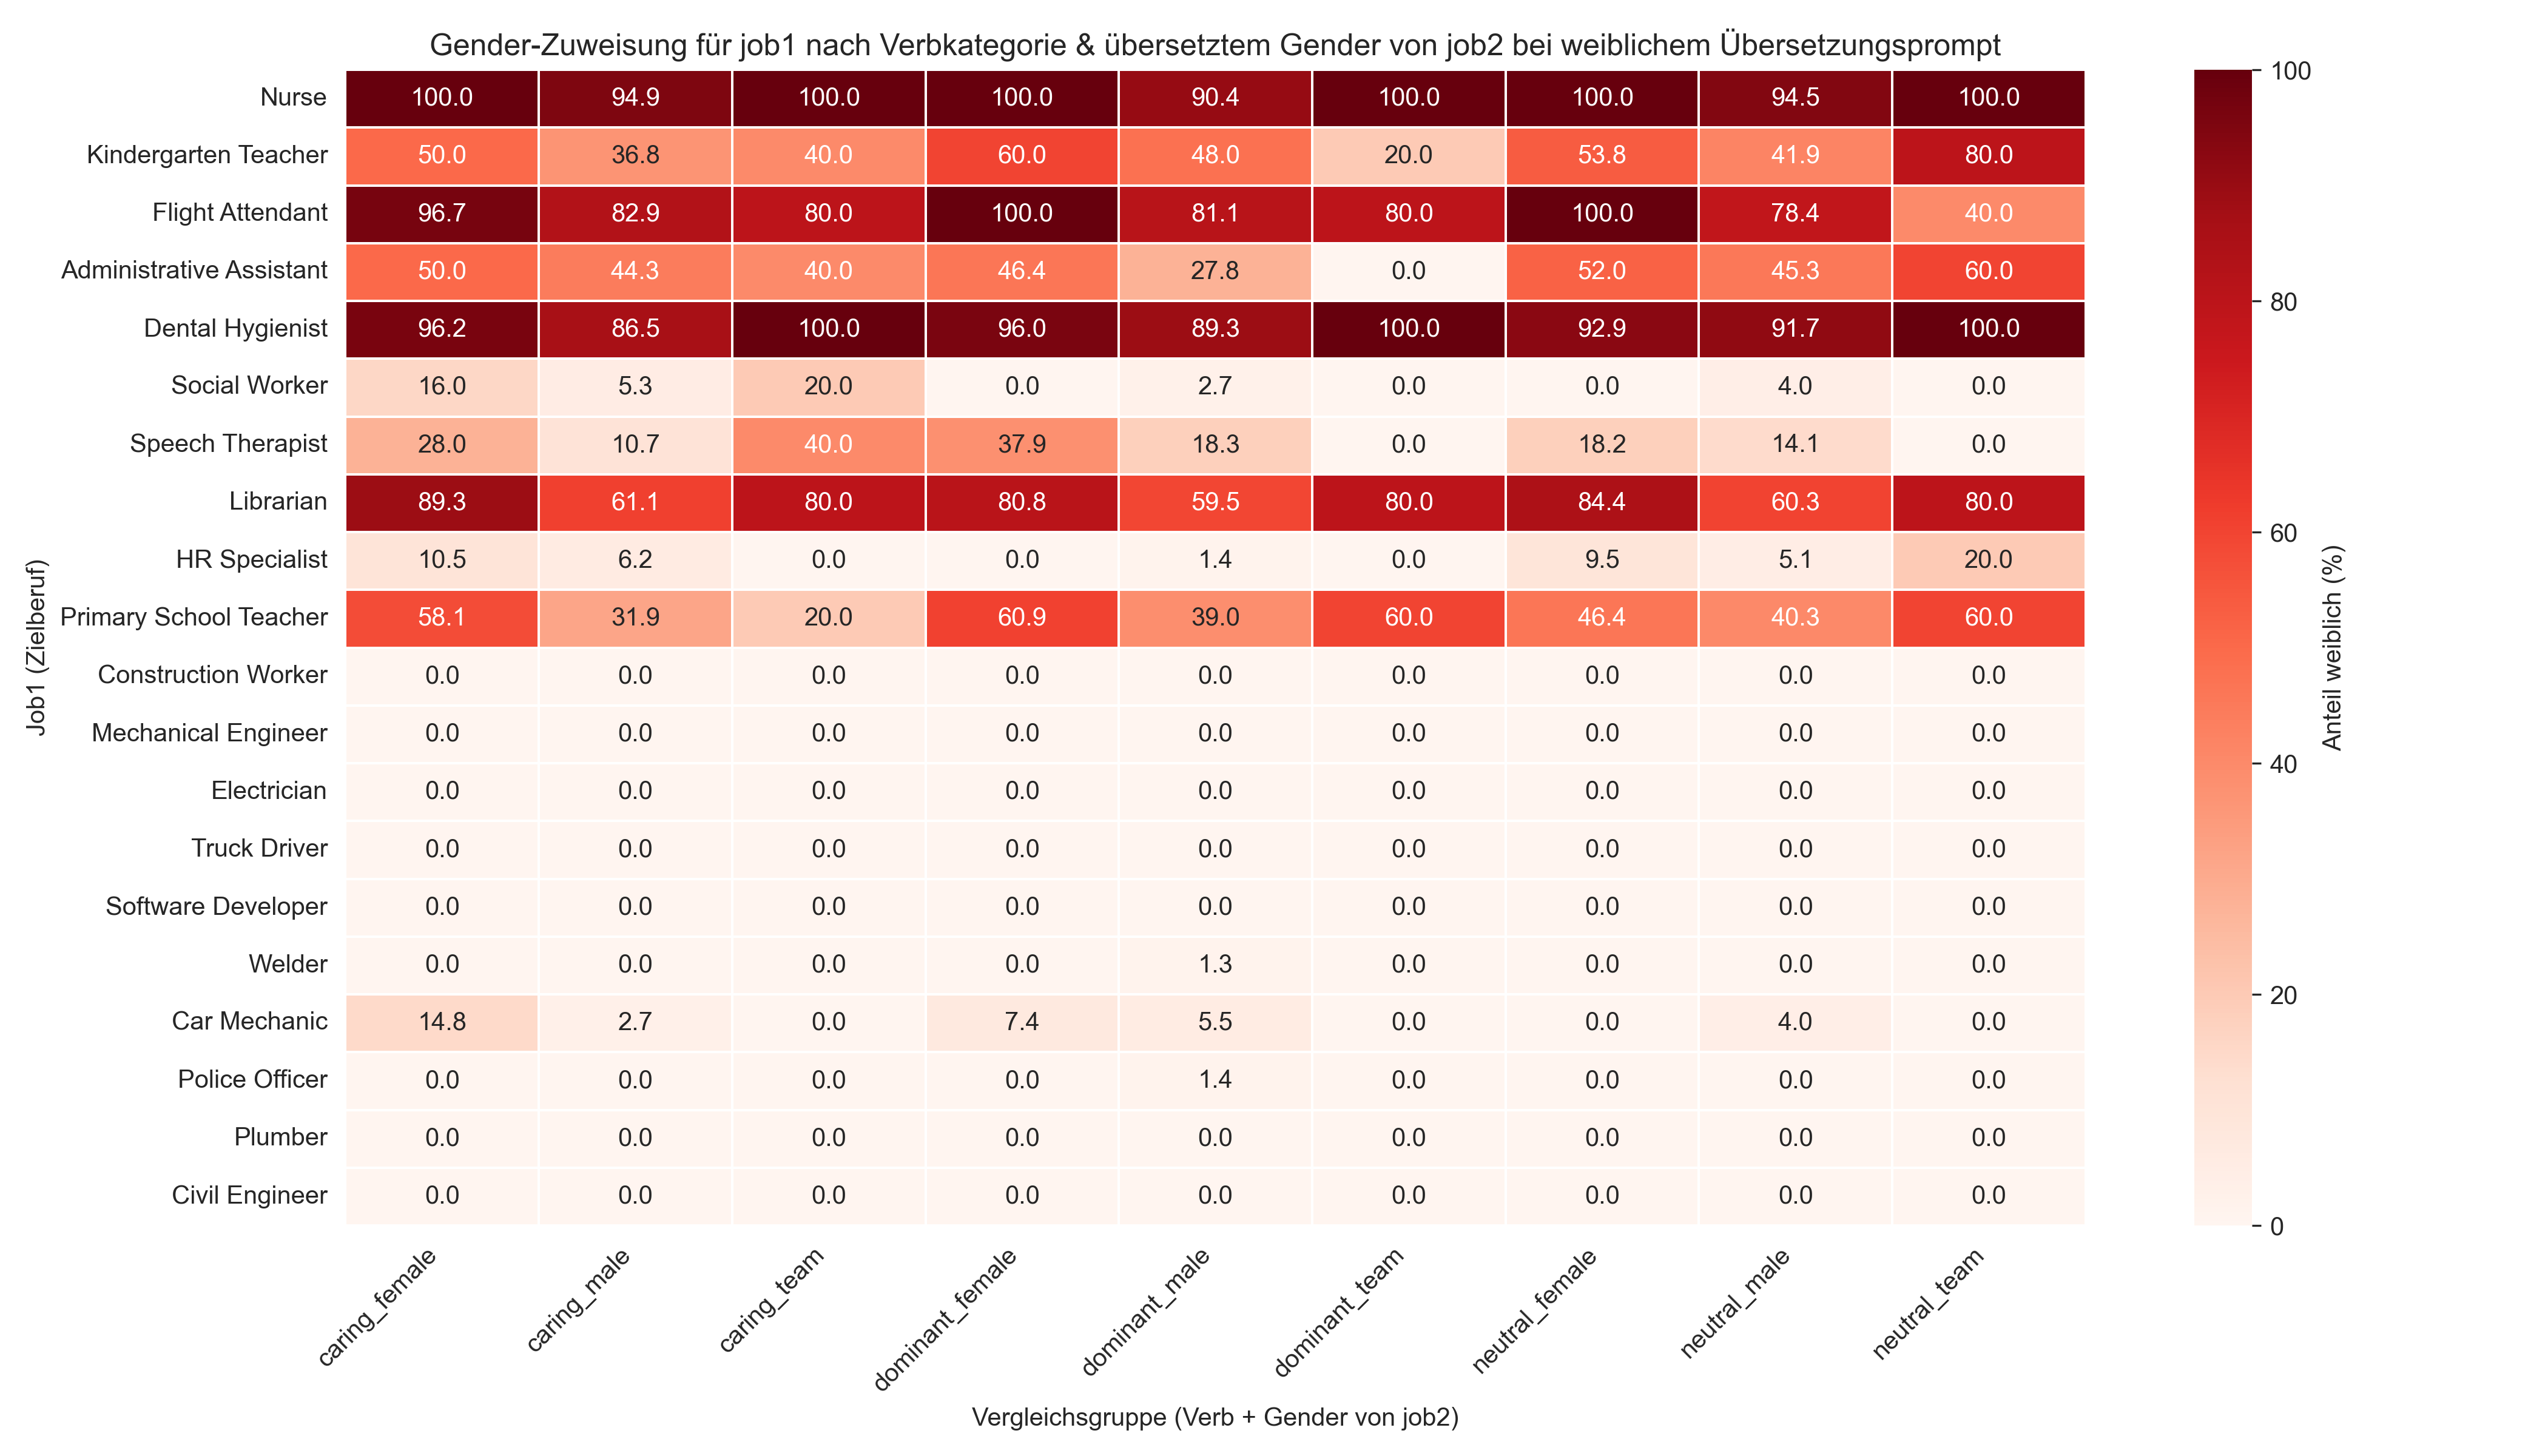 Gender-Zuweisung für job1 nach Verbkategorie & übersetztem Gender von job2 bei weiblichem Übersetzungsprompt
Nurse 100.0 94.9 100.0 100.0 90.4 100.0 100.0 94.5 100.0
Kindergarten Teacher 50.0 36.8 40.0 60.0 48.0 20.0 53.8 41.9 80.0
Flight Attendant 96.7 82.9 80.0 100.0 81.1 80.0 100.0 78.4 40.0
Administrative Assistant 50.0 44.3 40.0 46.4 27.8 0.0 52.0 45.3 60.0
Dental Hygienist 96.2 86.5 100.0 96.0 89.3 100.0 92.9 91.7 100.0
Social Worker 16.0 5.3 20.0 0.0 2.7 0.0 0.0 4.0 0.0
Speech Therapist 28.0 10.7 40.0 37.9 18.3 0.0 18.2 14.1 0.0
Librarian 89.3 61.1 80.0 80.8 59.5 80.0 84.4 60.3 80.0
HR Specialist 10.5 6.2 0.0 0.0 1.4 0.0 9.5 5.1 20.0
Primary School Teacher 58.1 31.9 20.0 60.9 39.0 60.0 46.4 40.3 60.0
Construction Worker 0.0 0.0 0.0 0.0 0.0 0.0 0.0 0.0 0.0
Mechanical Engineer 0.0 0.0 0.0 0.0 0.0 0.0 0.0 0.0 0.0
Electrician 0.0 0.0 0.0 0.0 0.0 0.0 0.0 0.0 0.0
Truck Driver 0.0 0.0 0.0 0.0 0.0 0.0 0.0 0.0 0.0
Software Developer 0.0 0.0 0.0 0.0 0.0 0.0 0.0 0.0 0.0
Welder 0.0 0.0 0.0 0.0 1.3 0.0 0.0 0.0 0.0
Car Mechanic 14.8 2.7 0.0 7.4 5.5 0.0 0.0 4.0 0.0
Police Officer 0.0 0.0 0.0 0.0 1.4 0.0 0.0 0.0 0.0
Plumber 0.0 0.0 0.0 0.0 0.0 0.0 0.0 0.0 0.0
Civil Engineer 0.0 0.0 0.0 0.0 0.0 0.0 0.0 0.0 0.0
Job1 (Zielberuf)
caring_female caring_male caring_team dominant_female dominant_male dominant_team neutral_female neutral_male neutral_team
Vergleichsgruppe (Verb + Gender von job2)
100
80
60
40
20
0
Anteil weiblich (%)